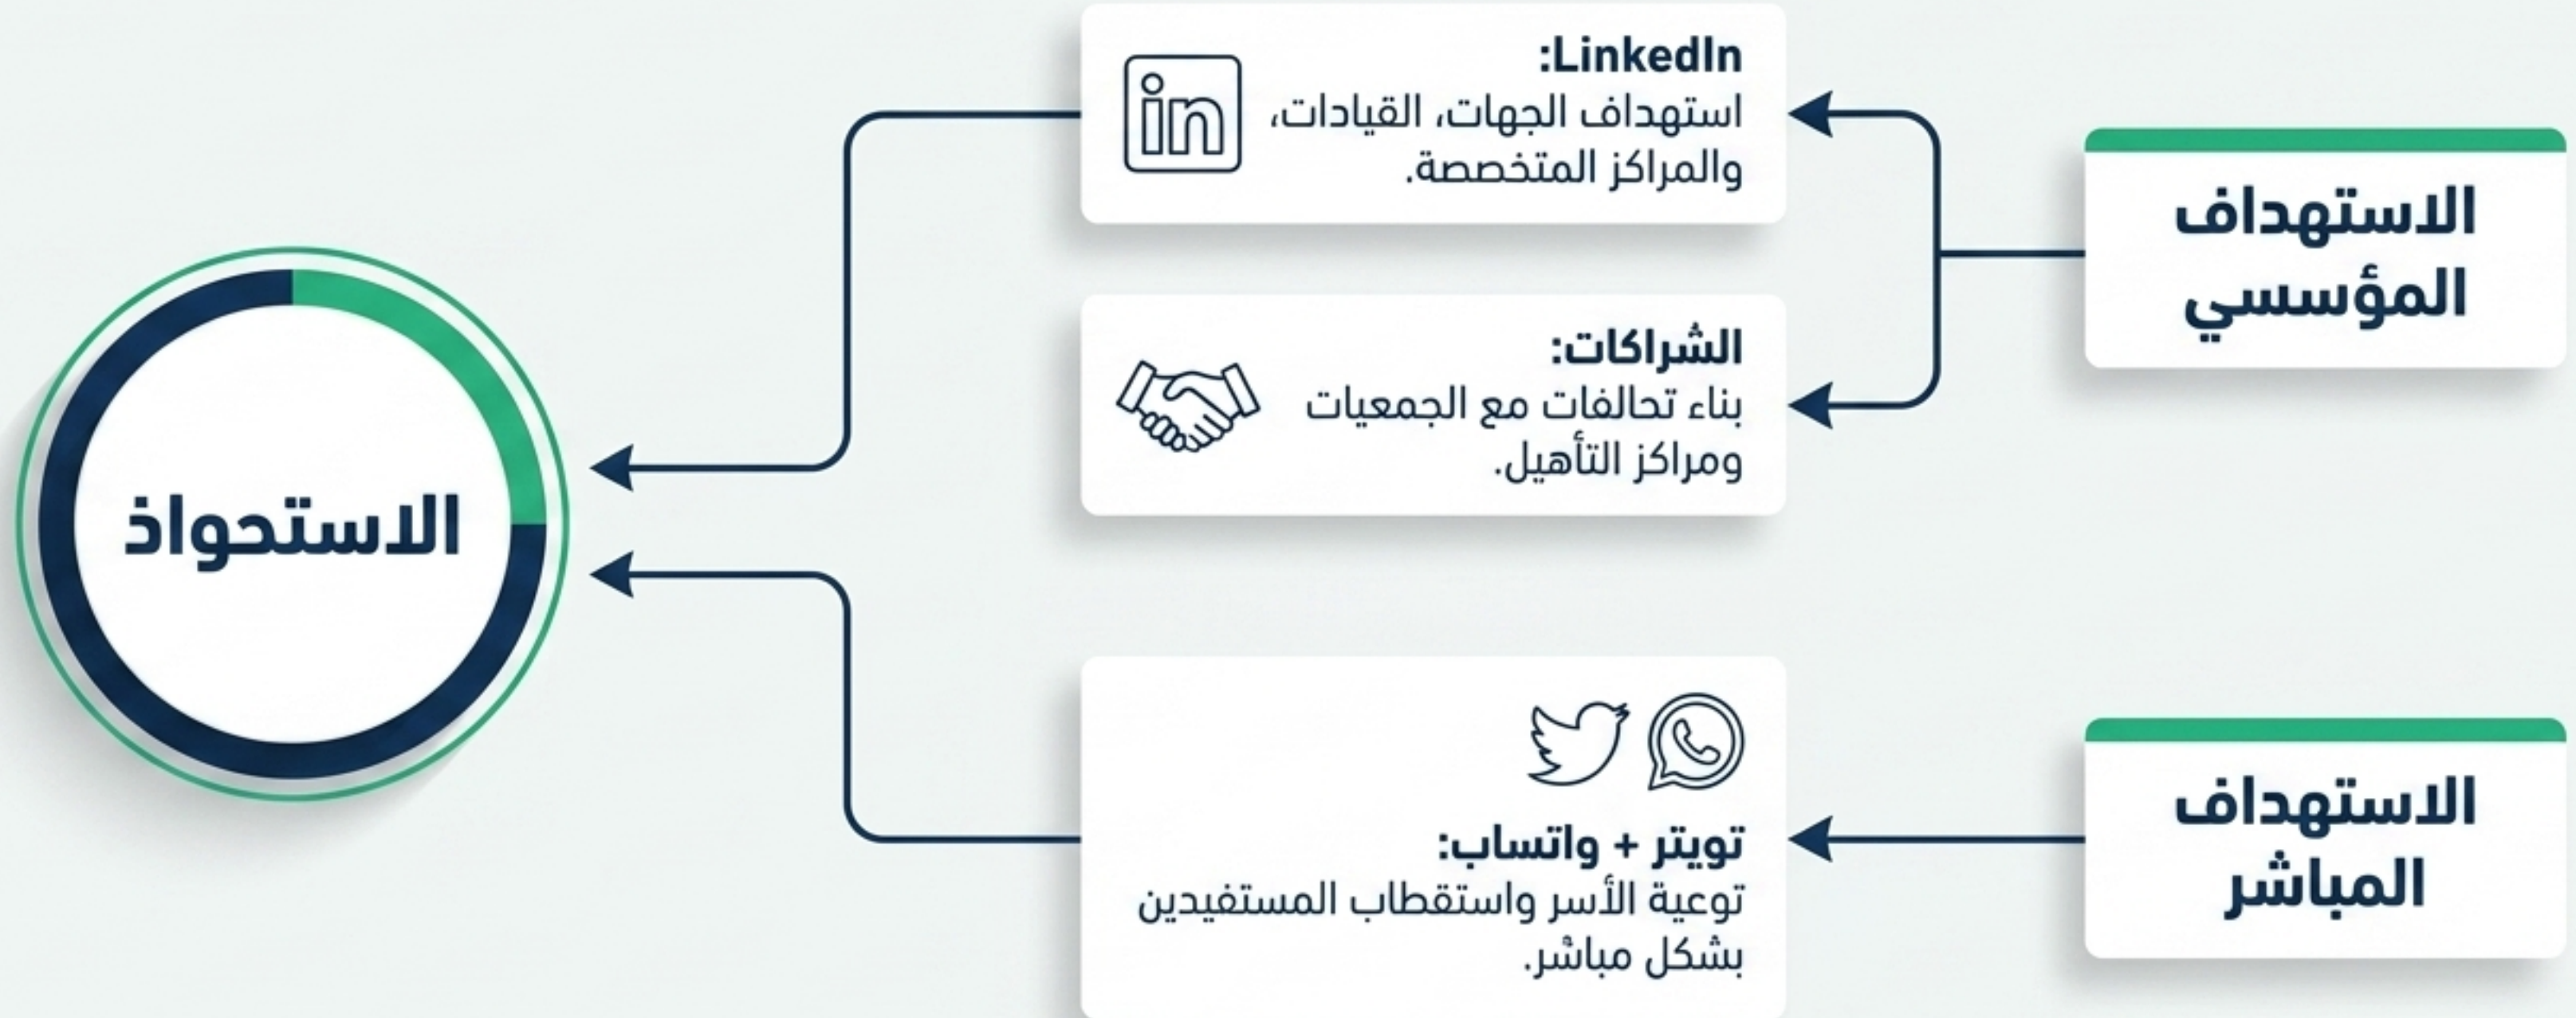 الاستهداف
المؤسسي
LinkedIn:
استهداف الجهات، القيادات،
والمراكز المتخصصة.
الشراكات:
بناء تحالفات مع الجمعيات
ومراكز التأهيل.
الاستهداف
المباشر
تويتر + واتساب:
توعية الأسر واستقطاب المستفيدين
بشكل مباشر.
الاستحواذ